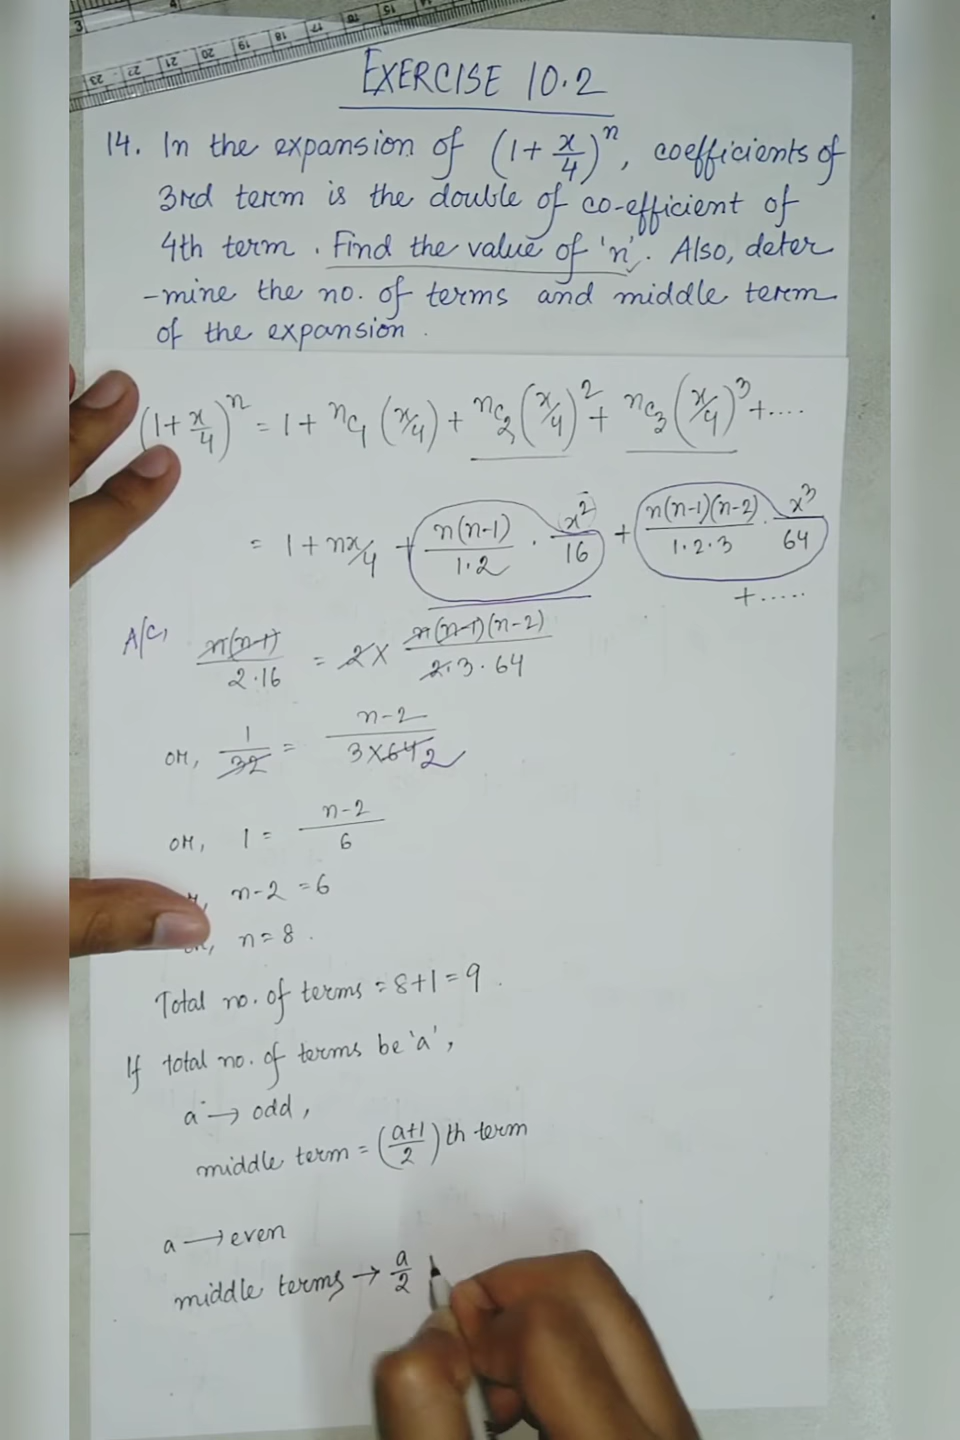 EXERCISE 10.2
14. In the expansion of (1 + x/4)^n, coefficients of
3rd term is the double of co-efficient of
4th term. Find the value of 'n'. Also, deter
-mine the no. of terms and middle term
of the expansion.
(1 + x/4)^n = 1 + nC1 (x/4) + nC2 (x/4)^2 + nC3 (x/4)^3 + ....
= 1 + nx/4 + n(n-1)/1·2 · x^2/16 + n(n-1)(n-2)/1·2·3 · x^3/64
+ .....
A/C, n(n-1)/2·16 = 2 × n(n-1)(n-2)/2·3·64
or, 1/32 = n-2/3×64 2
or, 1 = n-2/6
n-2 = 6
n = 8.
Total no. of terms = 8+1 = 9.
If total no. of terms be 'a',
a → odd,
middle term = (a+1/2) th term
a → even
middle terms → a/2